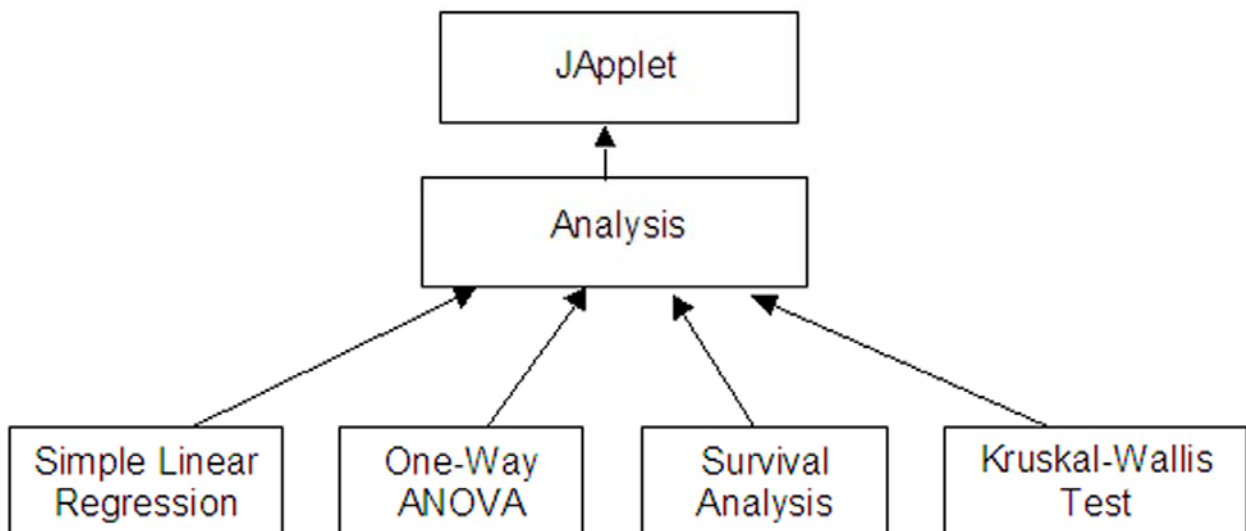 JApplet
Analysis
Simple Linear
Regression
One-Way
ANOVA
Survival
Analysis
Kruskal-Wallis
Test